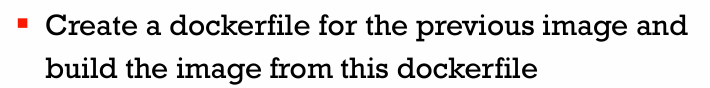 Create a dockerfile for the previous image and
build the image from this dockerfile